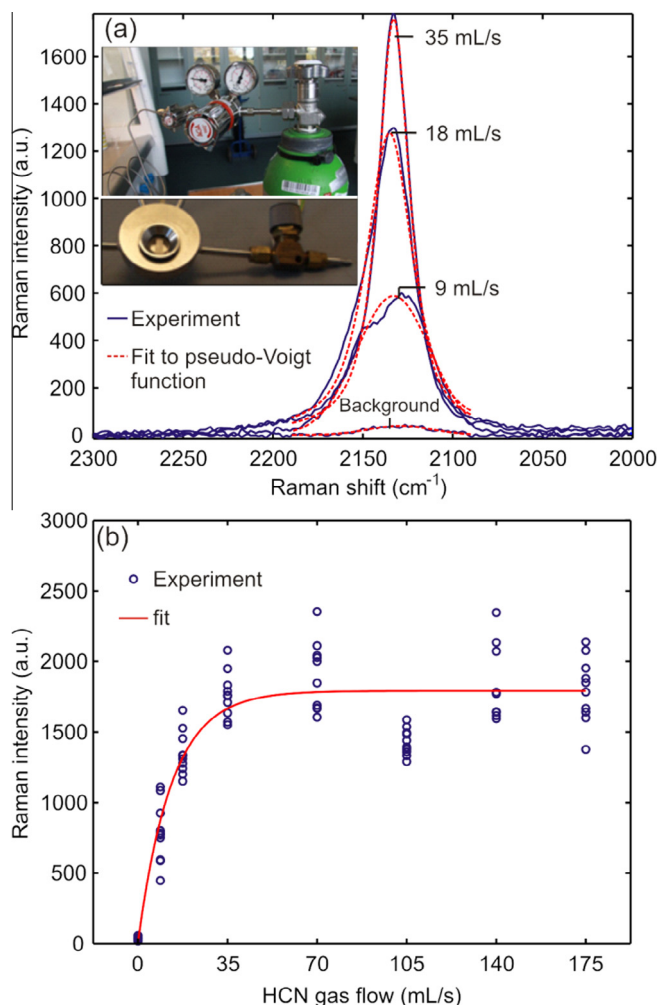 (a)
1800
1600
1400
1200
1000
800
600
400
200
0
Raman intensity (a.u.)
35 mL/s
18 mL/s
9 mL/s
Experiment
Fit to pseudo-Voigt
function
Background
2300 2250 2200 2150 2100 2050 2000
Raman shift (cm⁻¹)
(b)
3000
2500
2000
1500
1000
500
0
Raman intensity (a.u.)
Experiment
fit
0 35 70 105 140 175
HCN gas flow (mL/s)